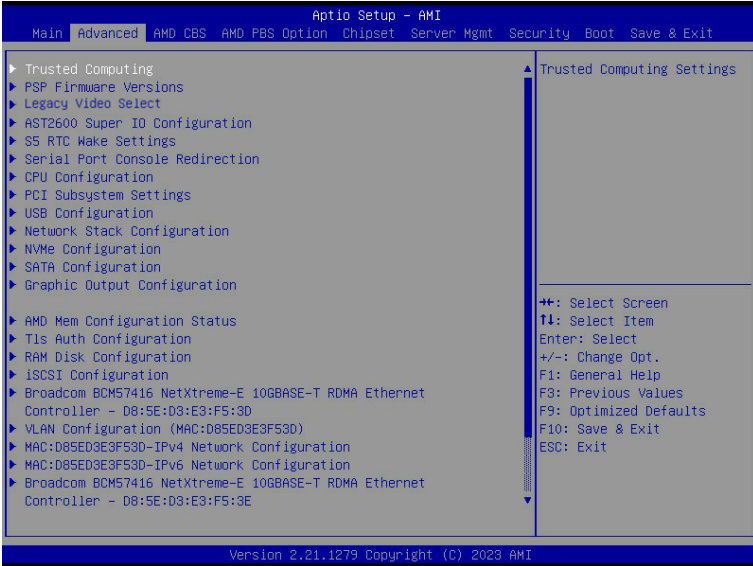 Aptio Setup - AMI
Main Advanced AMD CBS AMD PBS Option Chipset Server Mgmt Security Boot Save & Exit
Trusted Computing
PSP Firmware Versions
Legacy Video Select
AST2600 Super IO Configuration
S5 RTC Wake Settings
Serial Port Console Redirection
CPU Configuration
PCI Subsystem Settings
USB Configuration
Network Stack Configuration
NVMe Configuration
SATA Configuration
Graphic Output Configuration
AMD Mem Configuration Status
Tls Auth Configuration
RAM Disk Configuration
iSCSI Configuration
Broadcom BCM57416 NetXtreme-E 10GBASE-T RDMA Ethernet
Controller - D8:5E:D3:E3:F5:3D
VLAN Configuration (MAC:D85ED3E3F53D)
MAC:D85ED3E3F53D-IPv4 Network Configuration
MAC:D85ED3E3F53D-IPv6 Network Configuration
Broadcom BCM57416 NetXtreme-E 10GBASE-T RDMA Ethernet
Controller - D8:5E:D3:E3:F5:3E
Trusted Computing Settings
→←: Select Screen
↑↓: Select Item
Enter: Select
+/-: Change Opt.
F1: General Help
F3: Previous Values
F9: Optimized Defaults
F10: Save & Exit
ESC: Exit
Version 2.21.1279 Copyright (C) 2023 AMI